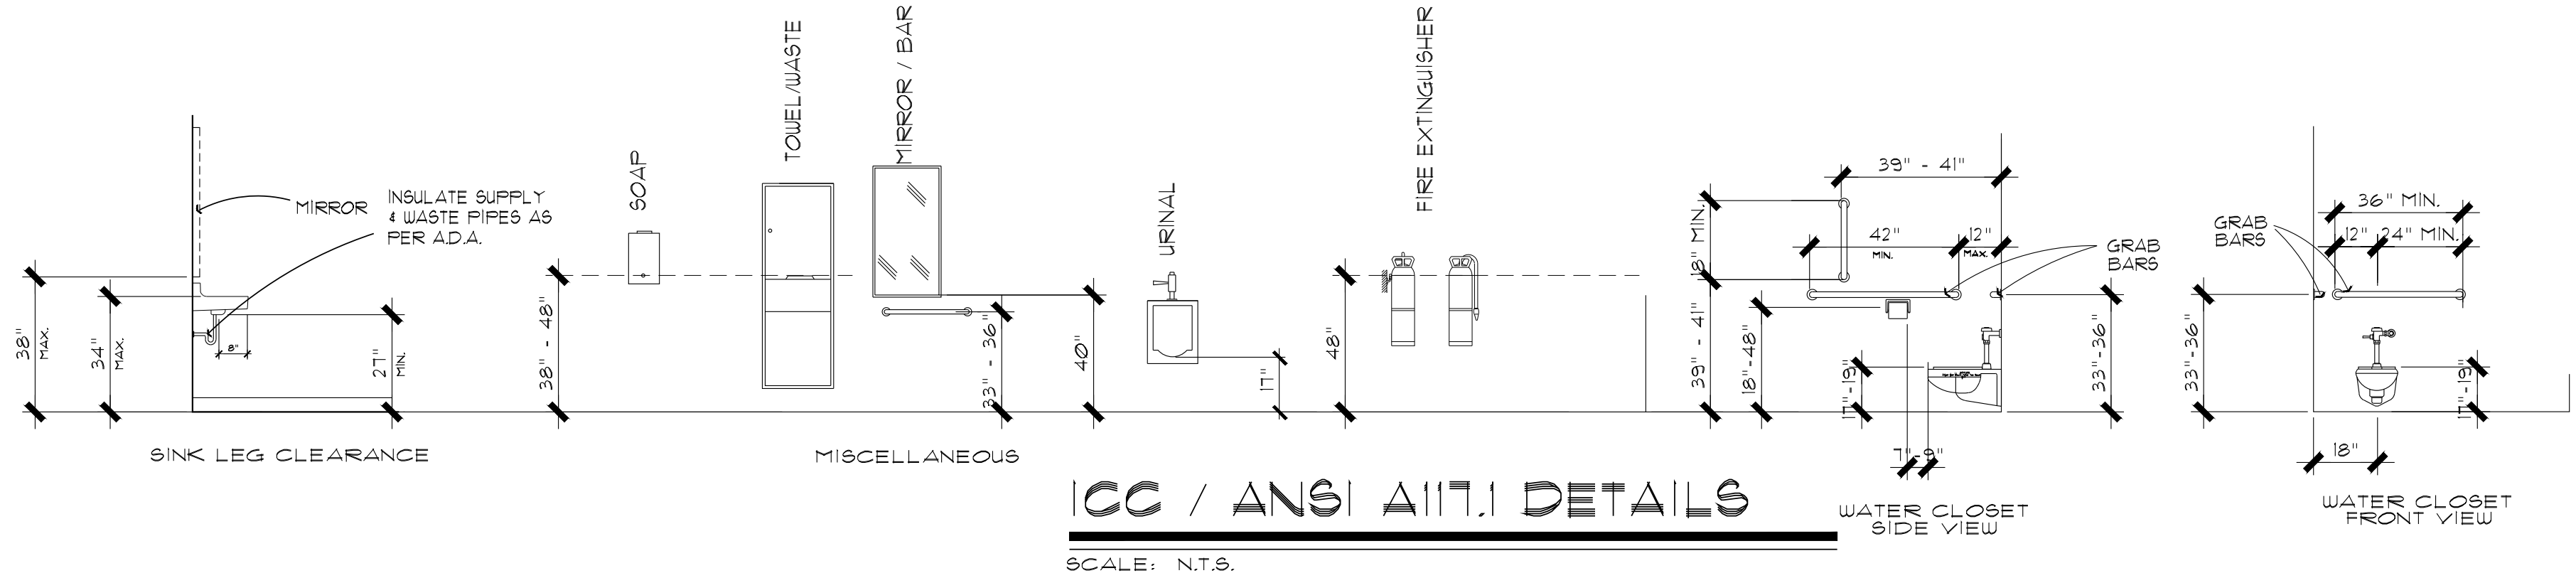 MIRROR
INSULATE SUPPLY
& WASTE PIPES AS
PER A.D.A.
38"
MAX.
34"
MAX.
8"
27"
MIN.
SINK LEG CLEARANCE
SOAP
TOWEL/WASTE
MIRROR / BAR
URINAL
FIRE EXTINGUISHER
38" - 48"
33" - 36"
40"
17"
48"
MISCELLANEOUS
39" - 41"
18" MIN.
42"
MIN.
12"
MAX.
GRAB
BARS
39" - 41"
18"-48"
17"-19"
33"-36"
7"-9"
WATER CLOSET
SIDE VIEW
36" MIN.
GRAB
BARS
12"
24" MIN.
33"-36"
17"-19"
18"
WATER CLOSET
FRONT VIEW
ICC / ANSI A117.1 DETAILS
SCALE: N.T.S.